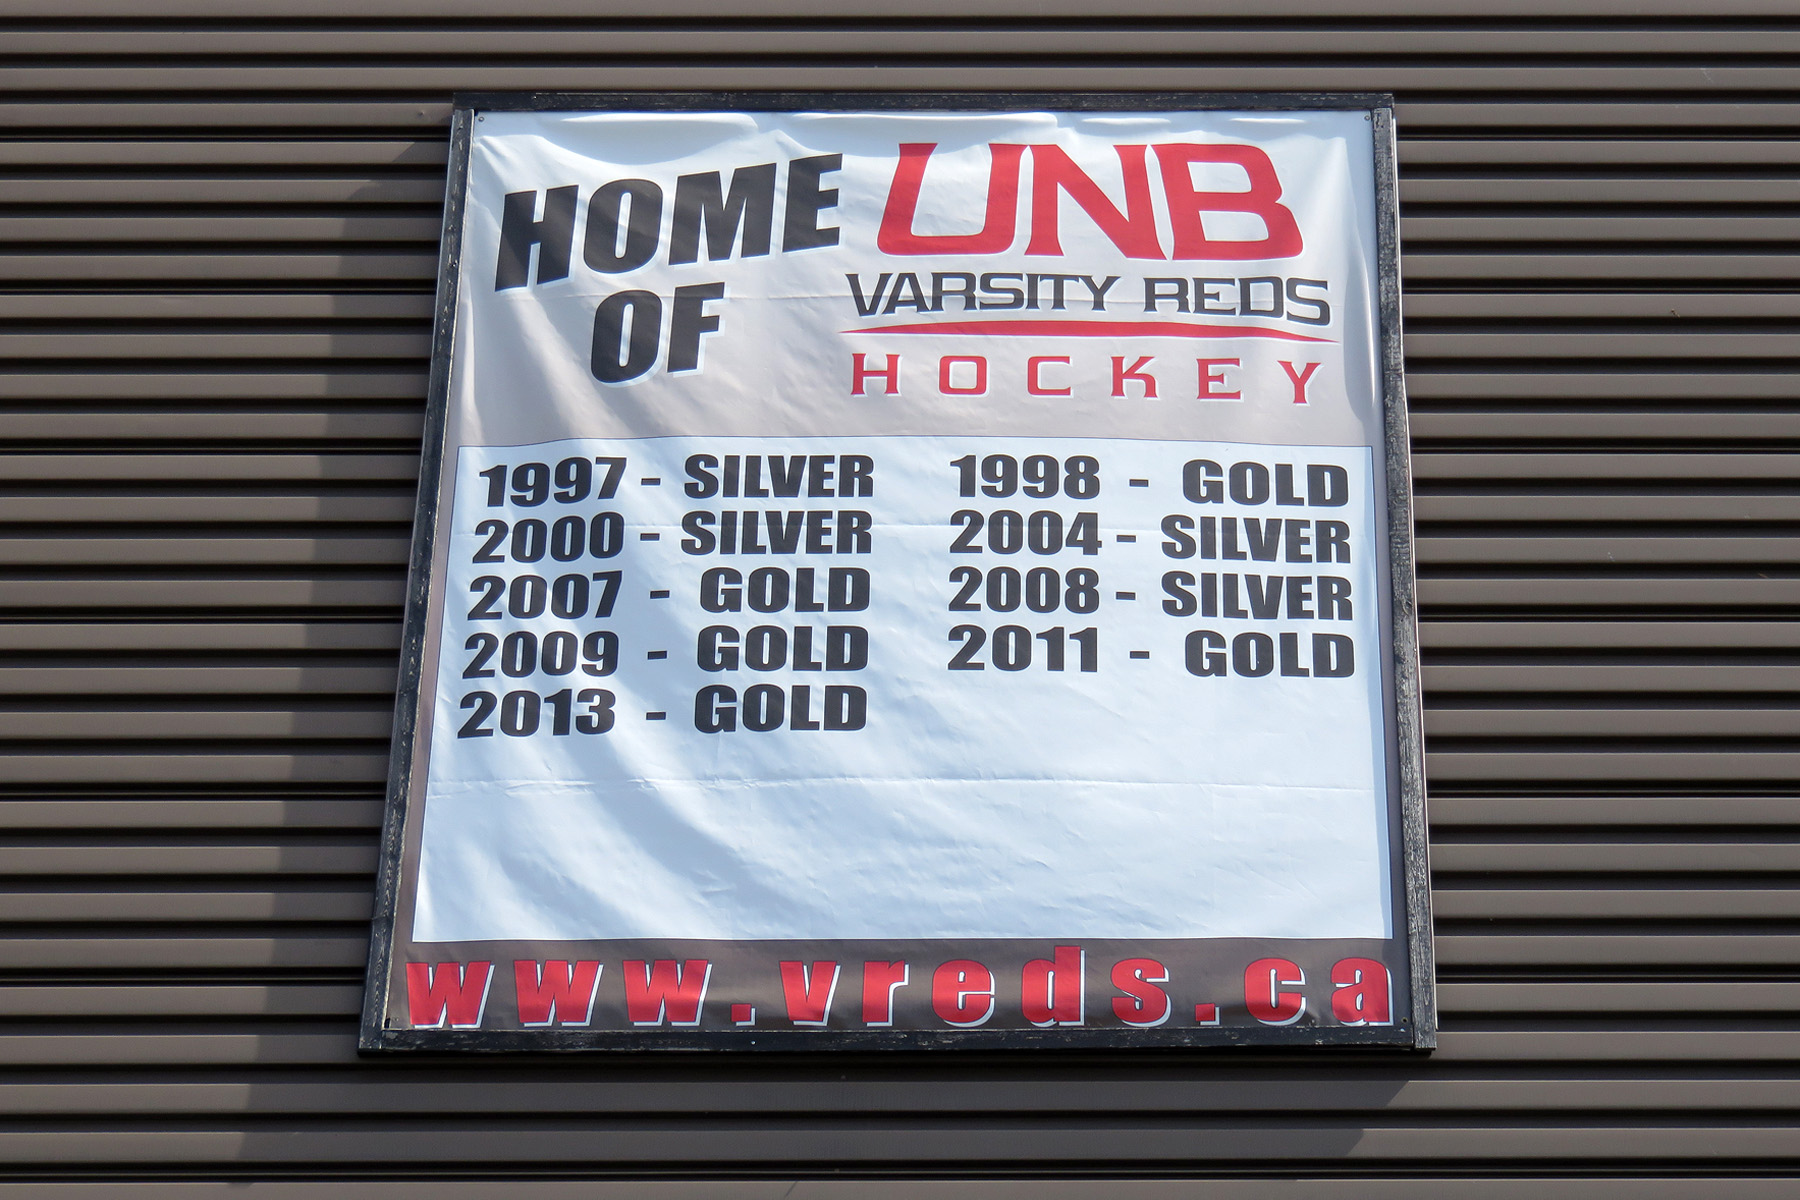 HOME
OF
UNB
VARSITY REDS
HOCKEY
1997 - SILVER 1998 - GOLD
2000 - SILVER 2004 - SILVER
2007 - GOLD 2008 - SILVER
2009 - GOLD 2011 - GOLD
2013 - GOLD
www.vreds.ca